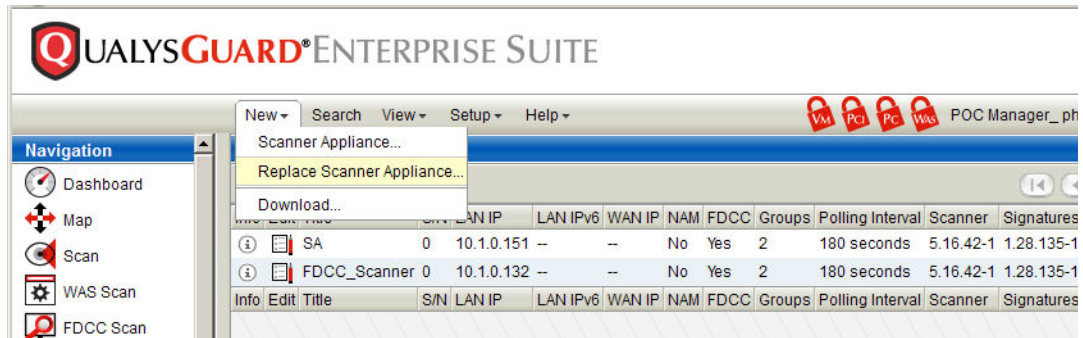 QUALYSGUARD® ENTERPRISE SUITE
New Search View Setup Help VM PCI PC WAS POC Manager_ ph
Navigation
Dashboard
Map
Scan
WAS Scan
FDCC Scan
Scanner Appliance...
Replace Scanner Appliance...
Download...
Info Edit Title S/N LAN IP LAN IPv6 WAN IP NAM FDCC Groups Polling Interval Scanner Signatures
SA 0 10.1.0.151 -- -- No Yes 2 180 seconds 5.16.42-1 1.28.135-1
FDCC_Scanner 0 10.1.0.132 -- -- No Yes 2 180 seconds 5.16.42-1 1.28.135-1
Info Edit Title S/N LAN IP LAN IPv6 WAN IP NAM FDCC Groups Polling Interval Scanner Signatures